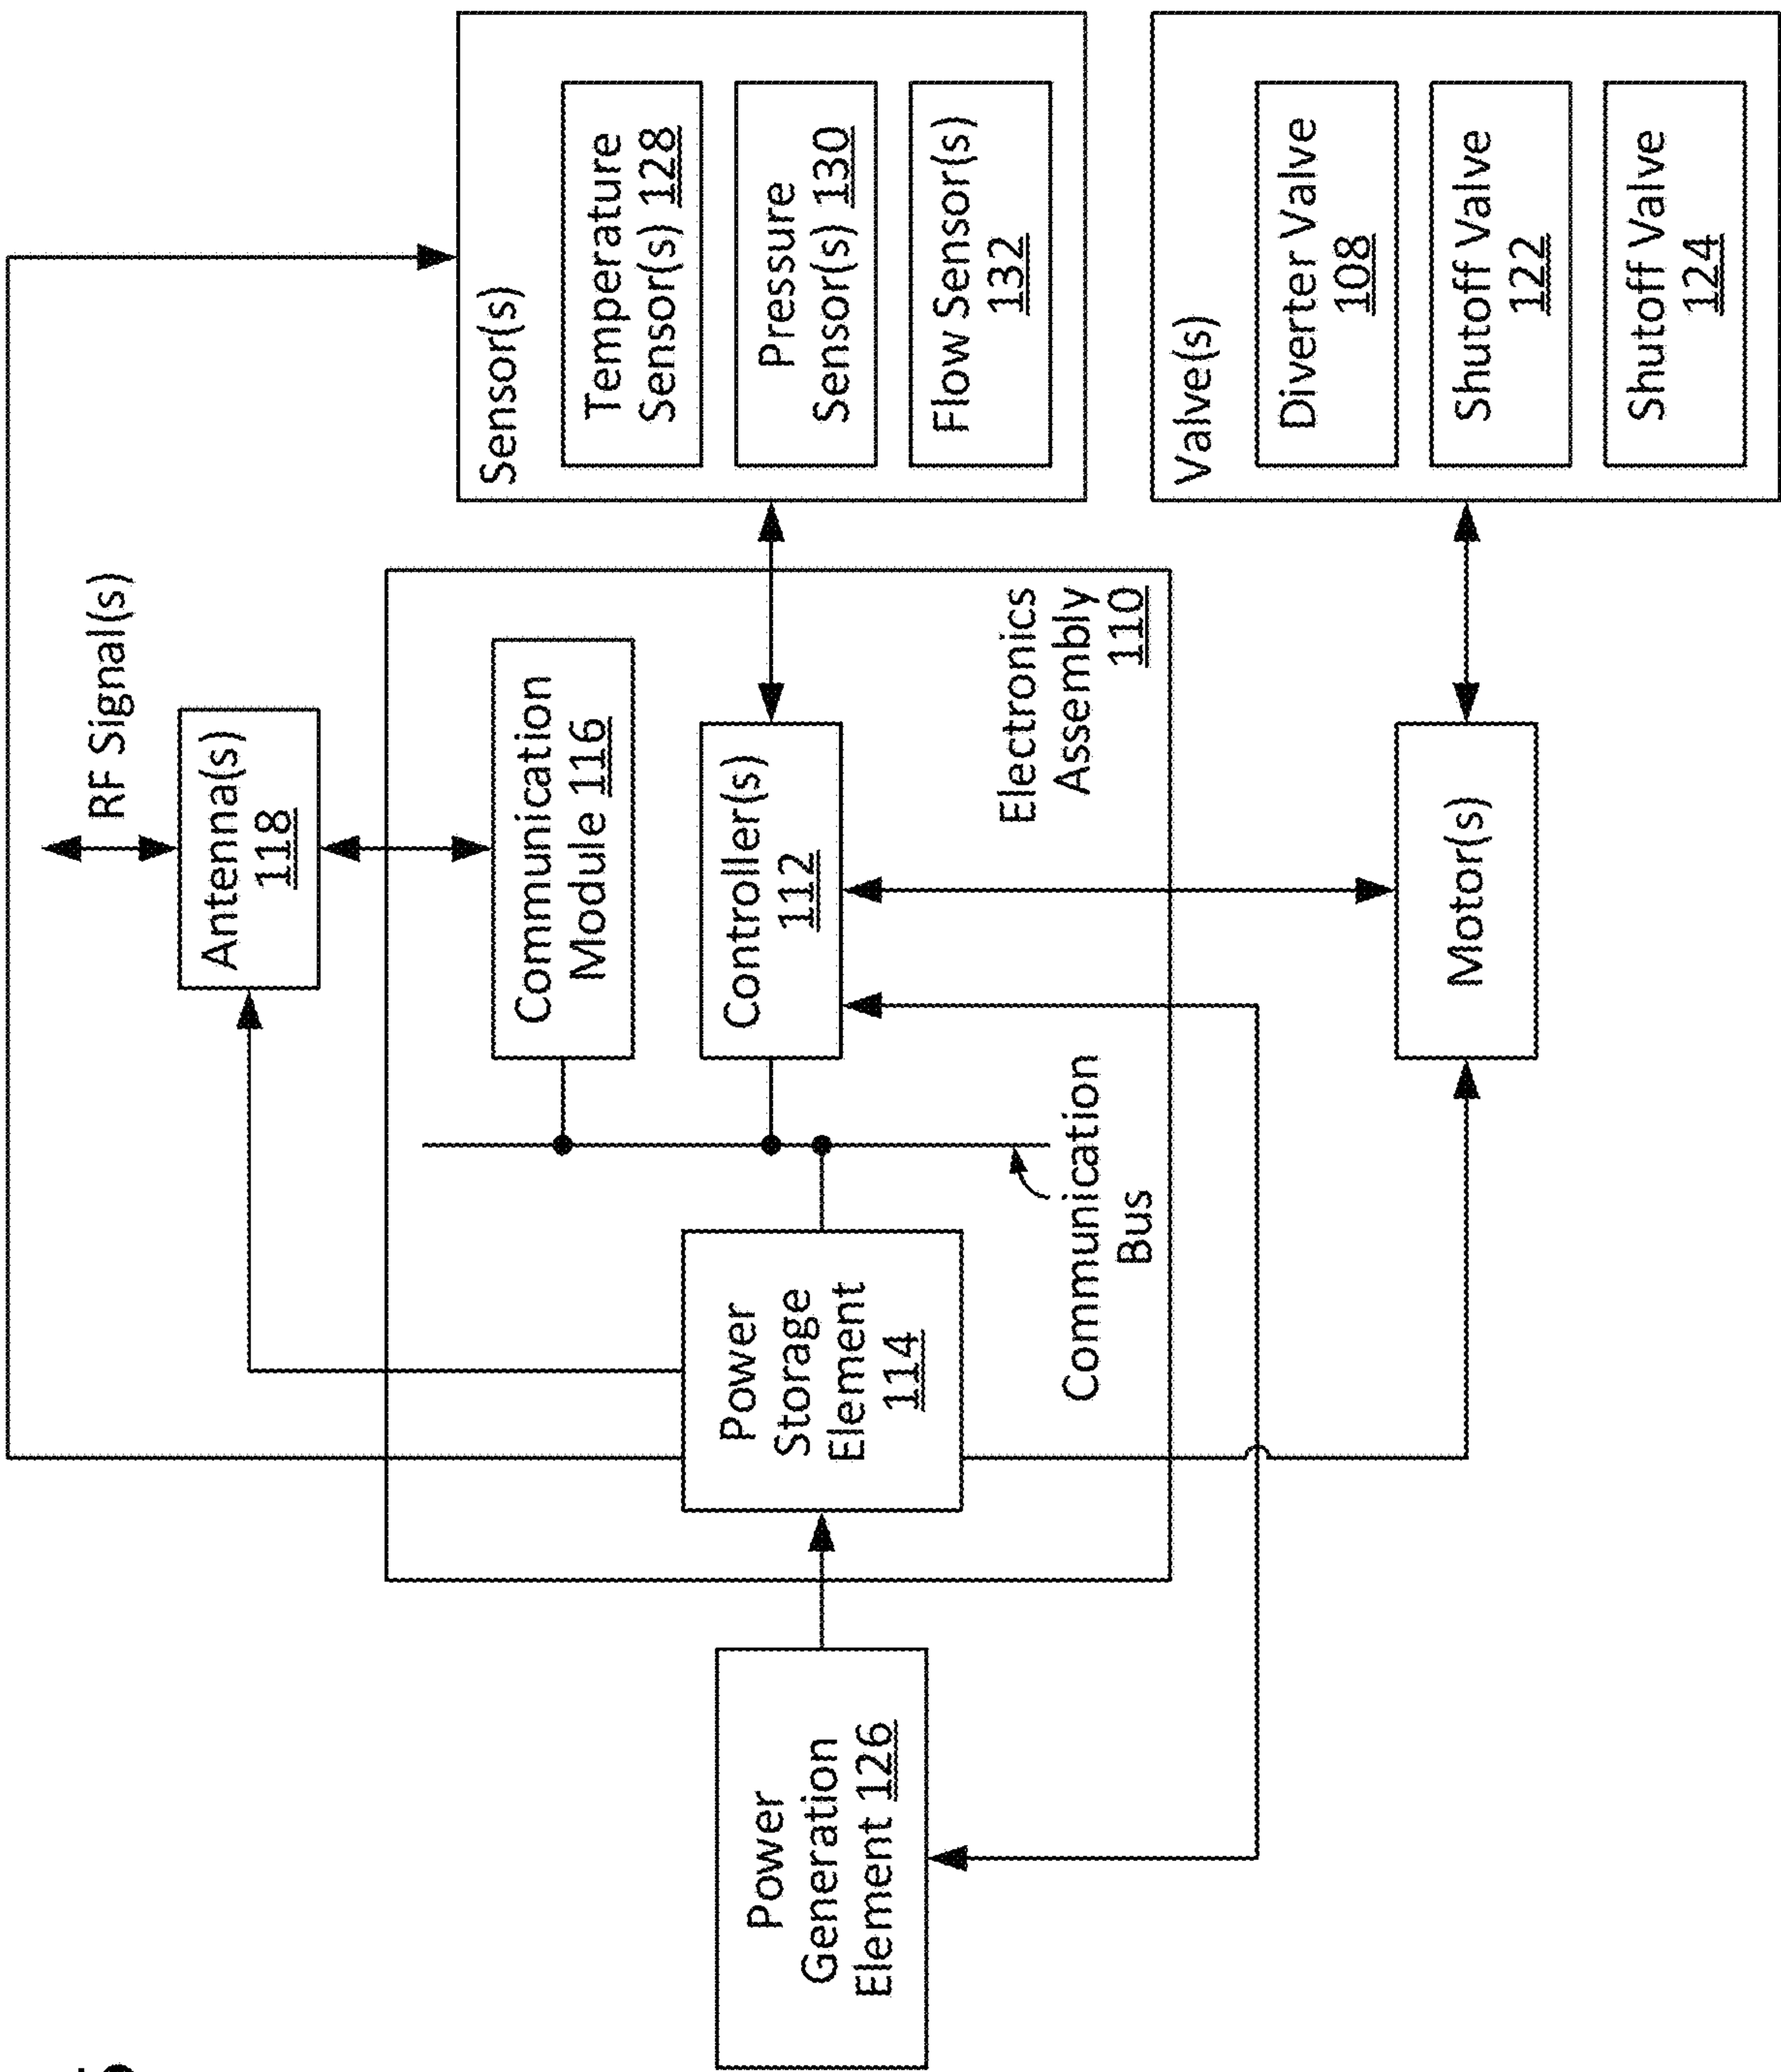 RF Signal(s)
Antenna(s)
118
Sensor(s)
Temperature
Sensor(s) 128
Pressure
Sensor(s) 130
Flow Sensor(s)
132
Communication
Module 116
Controller(s)
112
Electronics
Assembly
110
Power
Storage
Element
114
Communication
Bus
Power
Generation
Element 126
Motor(s)
Valve(s)
Diverter Valve
108
Shutoff Valve
122
Shutoff Valve
124